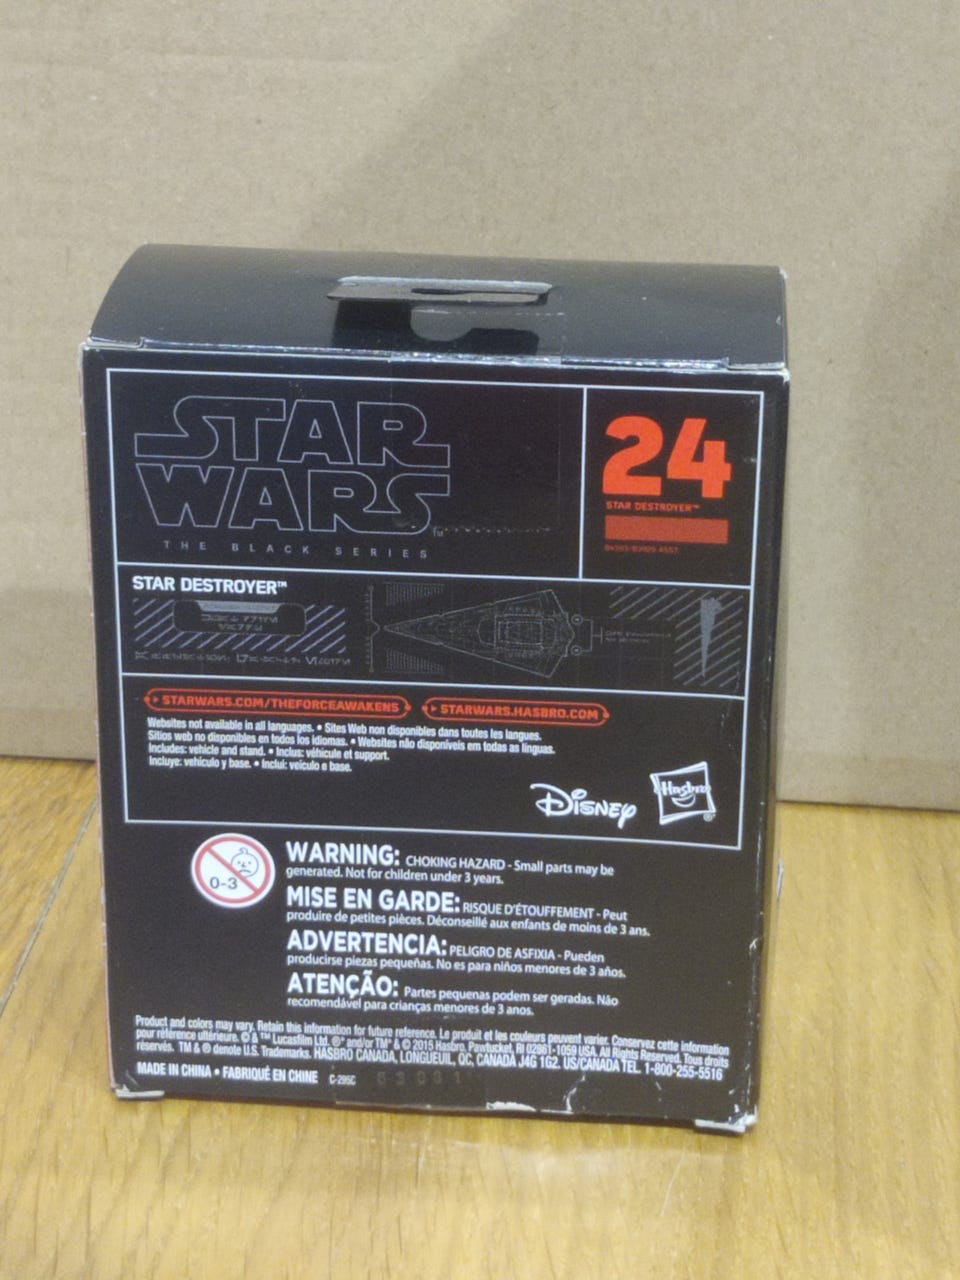 STAR
WARS
TM
THE BLACK SERIES
24
STAR DESTROYER™
STAR DESTROYER™
STARWARS.COM/THEFORCEAWAKENS
STARWARS.HASBRO.COM
Websites not available in all languages. • Sites Web non disponibles dans toutes les langues.
Sitios web no disponibles en todos los idiomas. • Websites não disponíveis em todas as línguas.
Includes: vehicle and stand. • Inclus: véhicule et support.
Incluye: vehículo y base. • Inclui: veículo e base.
Disney
Hasbro
®
0-3
WARNING: CHOKING HAZARD - Small parts may be
generated. Not for children under 3 years.
MISE EN GARDE: RISQUE D'ÉTOUFFEMENT - Peut
produire de petites pièces. Déconseillé aux enfants de moins de 3 ans.
ADVERTENCIA: PELIGRO DE ASFIXIA - Pueden
producirse piezas pequeñas. No es para niños menores de 3 años.
ATENÇÃO: Partes pequenas podem ser geradas. Não
recomendável para crianças menores de 3 anos.
Product and colors may vary. Retain this information for future reference. Le produit et les couleurs peuvent varier. Conservez cette information
pour référence ultérieure. © & ™ Lucasfilm Ltd. ®* and/or TM* & © 2015 Hasbro, Pawtucket, RI 02861-1059 USA. All Rights Reserved. Tous droits
réservés. TM & ® denote U.S. Trademarks. HASBRO CANADA, LONGUEUIL, QC, CANADA J4G 1G2. US/CANADA TEL. 1-800-255-5516
MADE IN CHINA • FABRIQUÉ EN CHINE C-295C